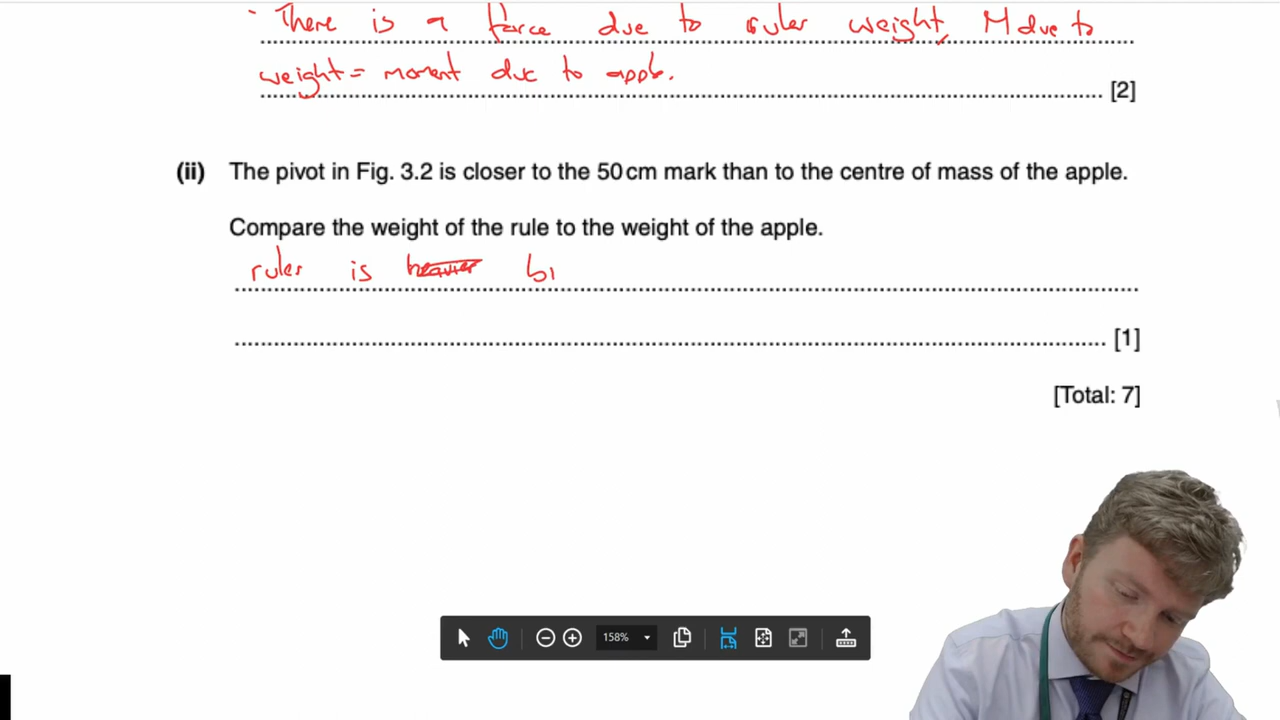 There is a force due to ruler weight, M due to
weight = moment due to apple.
[2]
(ii) The pivot in Fig. 3.2 is closer to the 50 cm mark than to the centre of mass of the apple.
Compare the weight of the rule to the weight of the apple.
ruler is heavier bi
[1]
[Total: 7]
158%